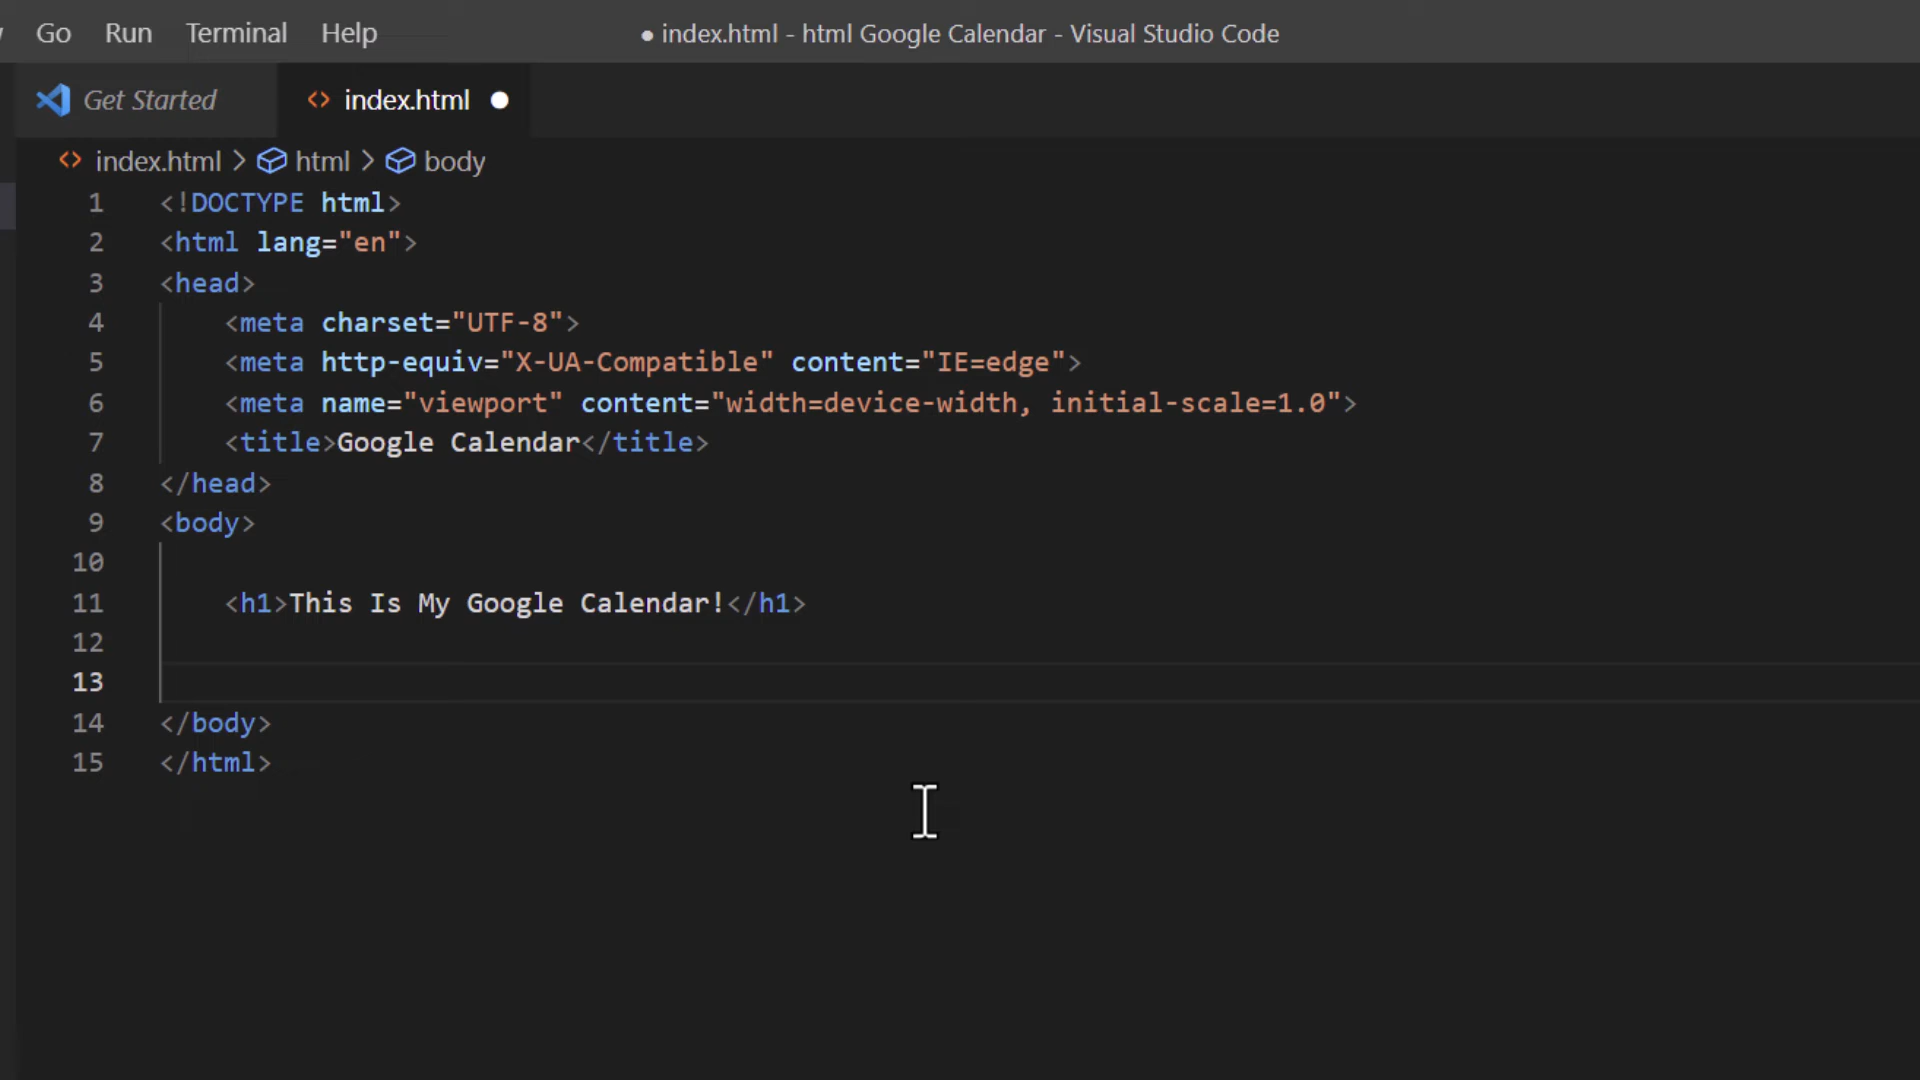 Go Run Terminal Help ● index.html - html Google Calendar - Visual Studio Code
Get Started index.html
index.html > html > body
1 <!DOCTYPE html>
2 <html lang="en">
3 <head>
4 <meta charset="UTF-8">
5 <meta http-equiv="X-UA-Compatible" content="IE=edge">
6 <meta name="viewport" content="width=device-width, initial-scale=1.0">
7 <title>Google Calendar</title>
8 </head>
9 <body>
10
11 <h1>This Is My Google Calendar!</h1>
12
13
14 </body>
15 </html>